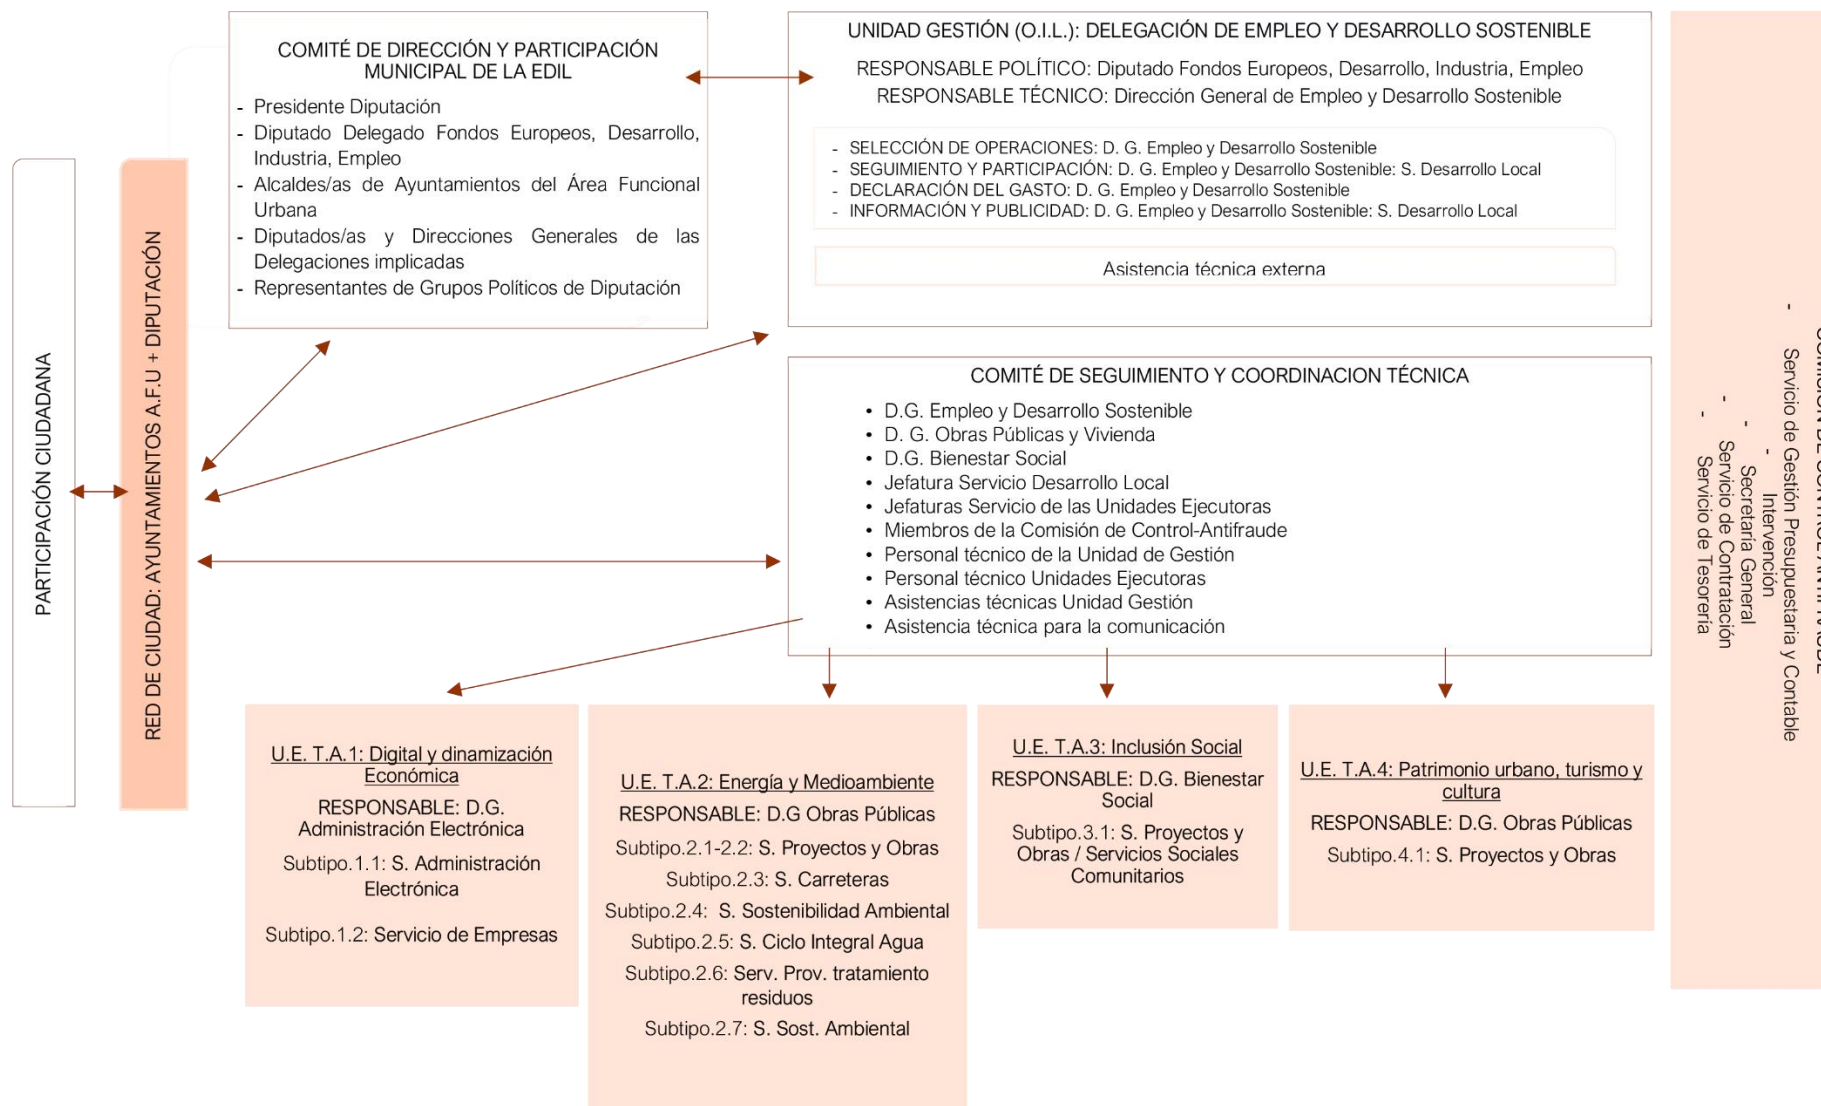 PARTICIPACIÓN CIUDADANA
RED DE CIUDAD: AYUNTAMIENTOS A.F.U + DIPUTACIÓN
COMITÉ DE DIRECCIÓN Y PARTICIPACIÓN
MUNICIPAL DE LA EDIL
- Presidente Diputación
- Diputado Delegado Fondos Europeos, Desarrollo,
Industria, Empleo
- Alcaldes/as de Ayuntamientos del Área Funcional
Urbana
- Diputados/as y Direcciones Generales de las
Delegaciones implicadas
- Representantes de Grupos Políticos de Diputación
UNIDAD GESTIÓN (O.I.L.): DELEGACIÓN DE EMPLEO Y DESARROLLO SOSTENIBLE
RESPONSABLE POLÍTICO: Diputado Fondos Europeos, Desarrollo, Industria, Empleo
RESPONSABLE TÉCNICO: Dirección General de Empleo y Desarrollo Sostenible
- SELECCIÓN DE OPERACIONES: D. G. Empleo y Desarrollo Sostenible
- SEGUIMIENTO Y PARTICIPACIÓN: D. G. Empleo y Desarrollo Sostenible: S. Desarrollo Local
- DECLARACIÓN DEL GASTO: D. G. Empleo y Desarrollo Sostenible
- INFORMACIÓN Y PUBLICIDAD: D. G. Empleo y Desarrollo Sostenible: S. Desarrollo Local
Asistencia técnica externa
COMITÉ DE SEGUIMIENTO Y COORDINACION TÉCNICA
• D.G. Empleo y Desarrollo Sostenible
• D. G. Obras Públicas y Vivienda
• D.G. Bienestar Social
• Jefatura Servicio Desarrollo Local
• Jefaturas Servicio de las Unidades Ejecutoras
• Miembros de la Comisión de Control-Antifraude
• Personal técnico de la Unidad de Gestión
• Personal técnico Unidades Ejecutoras
• Asistencias técnicas Unidad Gestión
• Asistencia técnica para la comunicación
U.E. T.A.1: Digital y dinamización
Económica
RESPONSABLE: D.G.
Administración Electrónica
Subtipo.1.1: S. Administración
Electrónica
Subtipo.1.2: Servicio de Empresas
U.E. T.A.2: Energía y Medioambiente
RESPONSABLE: D.G Obras Públicas
Subtipo.2.1-2.2: S. Proyectos y Obras
Subtipo.2.3: S. Carreteras
Subtipo.2.4: S. Sostenibilidad Ambiental
Subtipo.2.5: S. Ciclo Integral Agua
Subtipo.2.6: Serv. Prov. tratamiento
residuos
Subtipo.2.7: S. Sost. Ambiental
U.E. T.A.3: Inclusión Social
RESPONSABLE: D.G. Bienestar
Social
Subtipo.3.1: S. Proyectos y
Obras / Servicios Sociales
Comunitarios
U.E. T.A.4: Patrimonio urbano, turismo y
cultura
RESPONSABLE: D.G. Obras Públicas
Subtipo.4.1: S. Proyectos y Obras
- Servicio de Gestión Presupuestaria y Contable
- Intervención
- Secretaría General
- Servicio de Contratación
- Servicio de Tesorería